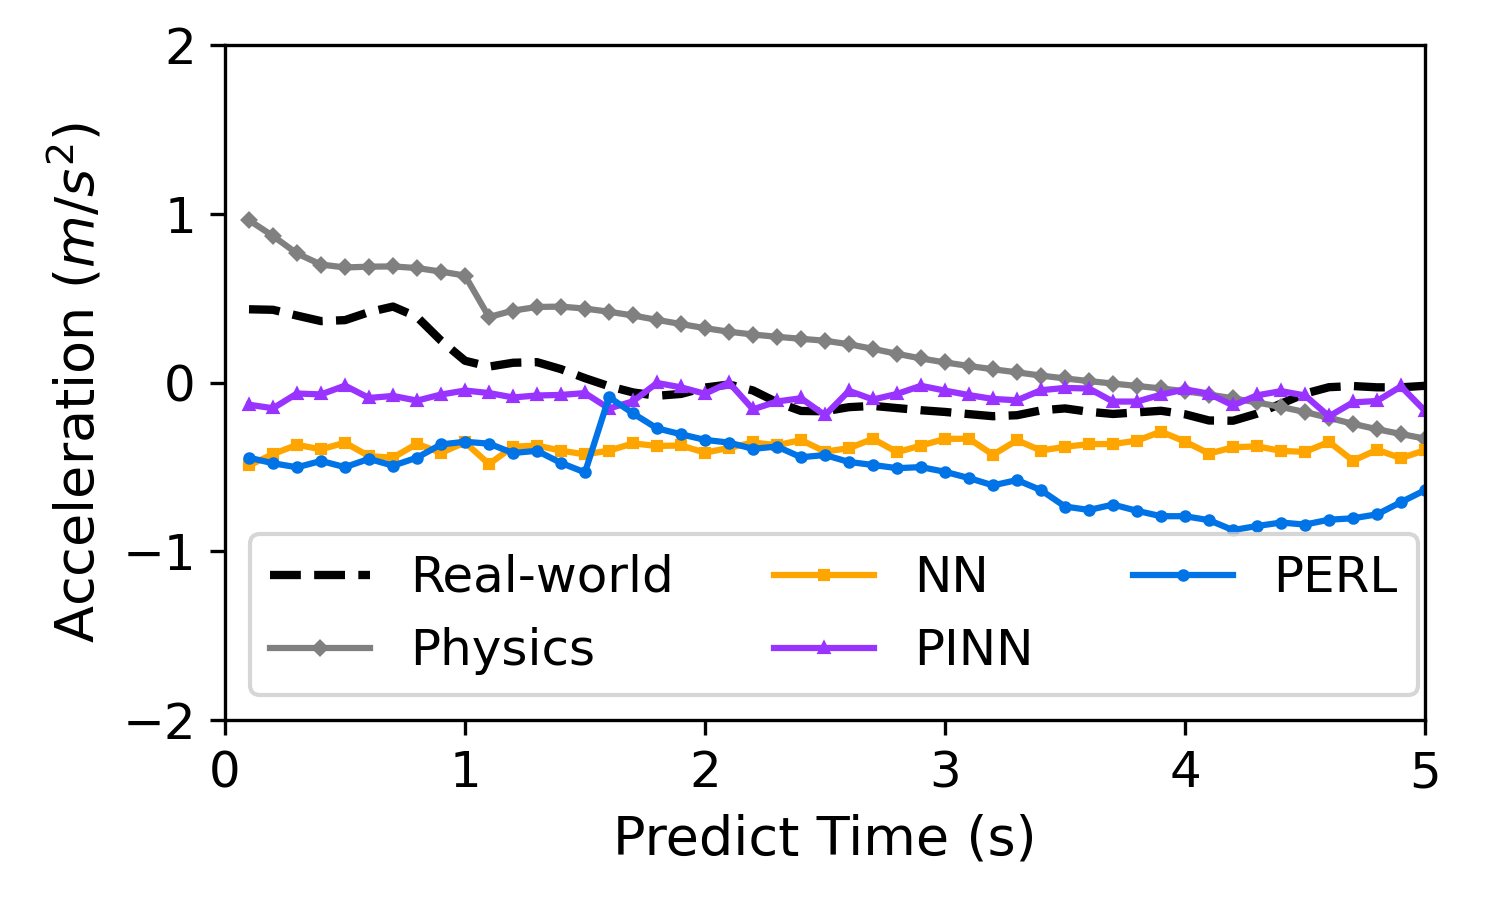 2
1
0
−1
−2
Acceleration (m/s²)
Real-world
Physics
NN
PINN
PERL
0 1 2 3 4 5
Predict Time (s)